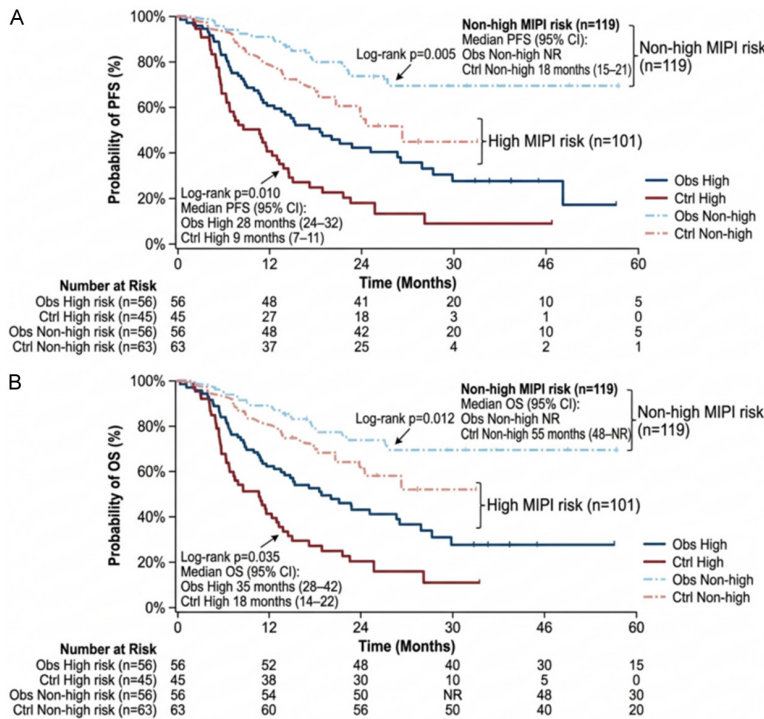 A
Probability of PFS (%)
100%
80%
60%
40%
20%
0%
Non-high MIPI risk (n=119)
Median PFS (95% CI):
Obs Non-high NR
Ctrl Non-high 18 months (15–21)
Log-rank p=0.005
Non-high MIPI risk
(n=119)
High MIPI risk (n=101)
Log-rank p=0.010
Median PFS (95% CI):
Obs High 28 months (24–32)
Ctrl High 9 months (7–11)
Obs High
Ctrl High
Obs Non-high
Ctrl Non-high
0 12 24 30 46 60
Time (Months)
Number at Risk
Obs High risk (n=56) 56 48 41 20 10 5
Ctrl High risk (n=45) 45 27 18 3 1 0
Obs Non-high risk (n=56) 56 48 42 20 10 5
Ctrl Non-high risk (n=63) 63 37 25 4 2 1
B
Probability of OS (%)
100%
80%
60%
40%
20%
0%
Non-high MIPI risk (n=119)
Median OS (95% CI):
Obs Non-high NR
Ctrl Non-high 55 months (48–NR)
Log-rank p=0.012
Non-high MIPI risk
(n=119)
High MIPI risk (n=101)
Log-rank p=0.035
Median OS (95% CI):
Obs High 35 months (28–42)
Ctrl High 18 months (14–22)
Obs High
Ctrl High
Obs Non-high
Ctrl Non-high
0 12 24 30 46 60
Time (Months)
Number at Risk
Obs High risk (n=56) 56 52 48 40 30 15
Ctrl High risk (n=45) 45 38 30 10 5 0
Obs Non-high risk (n=56) 56 54 50 NR 48 30
Ctrl Non-high risk (n=63) 63 60 56 50 40 20